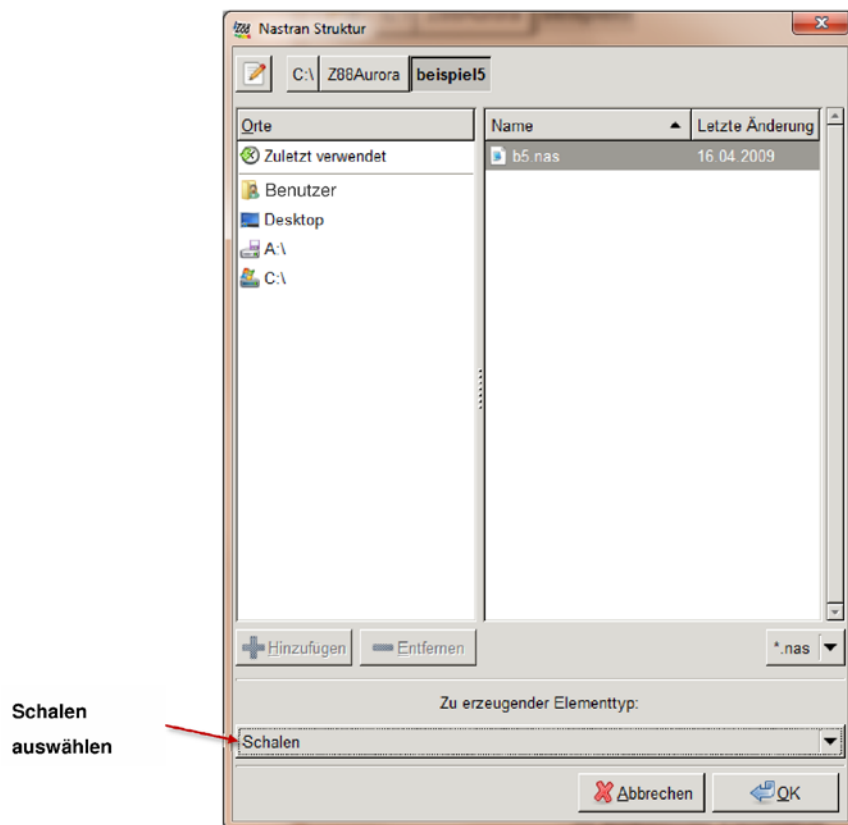 Nastran Struktur
C:\ Z88Aurora beispiel5
Orte
Name Letzte Änderung
Zuletzt verwendet
b5.nas 16.04.2009
Benutzer
Desktop
A:\
C:\
Hinzufügen Entfernen *.nas
Zu erzeugender Elementtyp:
Schalen
auswählen
Schalen
Abbrechen OK